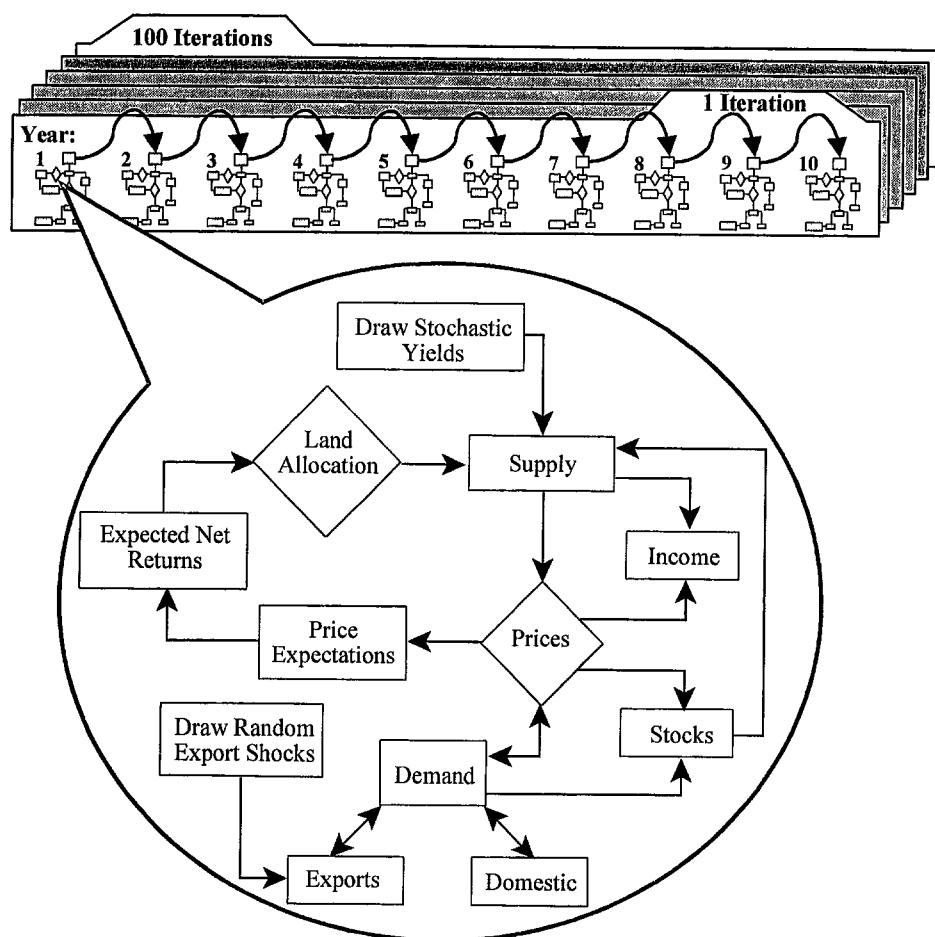 100 Iterations
1 Iteration
Year:
1 2 3 4 5 6 7 8 9 10
Draw Stochastic
Yields
Land
Allocation
Supply
Expected Net
Returns
Income
Price
Expectations
Prices
Draw Random
Export Shocks
Stocks
Demand
Exports
Domestic